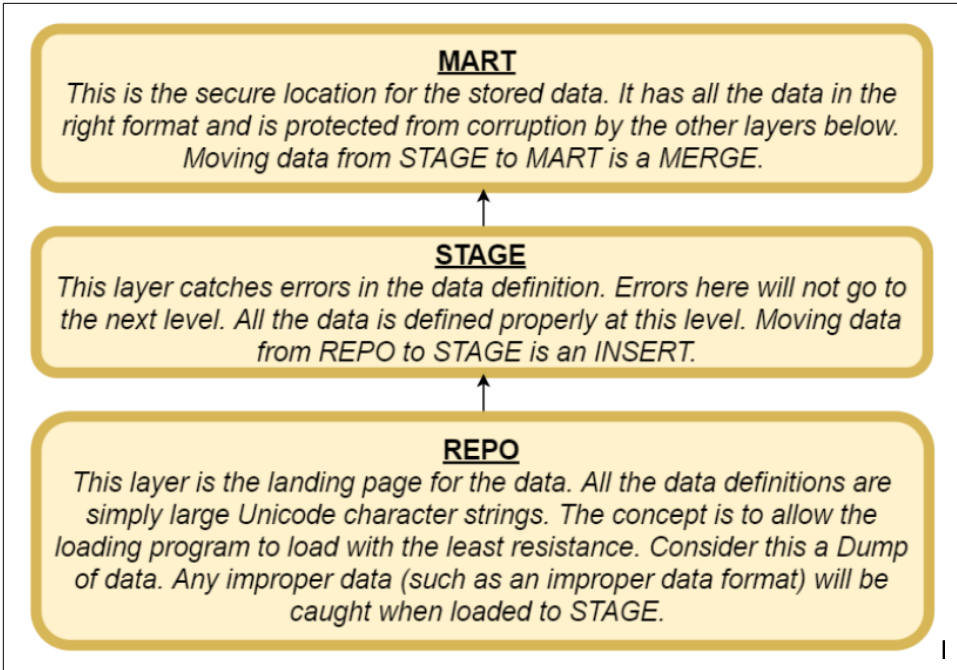 MART
This is the secure location for the stored data. It has all the data in the
right format and is protected from corruption by the other layers below.
Moving data from STAGE to MART is a MERGE.
STAGE
This layer catches errors in the data definition. Errors here will not go to
the next level. All the data is defined properly at this level. Moving data
from REPO to STAGE is an INSERT.
REPO
This layer is the landing page for the data. All the data definitions are
simply large Unicode character strings. The concept is to allow the
loading program to load with the least resistance. Consider this a Dump
of data. Any improper data (such as an improper data format) will be
caught when loaded to STAGE.